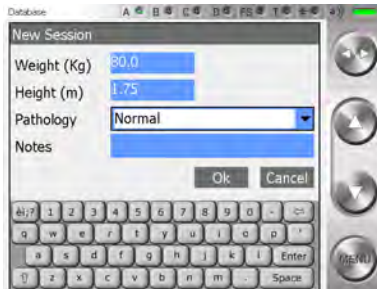 Database A B C D FS T
New Session
Weight (Kg) 80.0
Height (m) 1.75
Pathology Normal
Notes
Ok Cancel
èì;? 1 2 3 4 5 6 7 8 9 0 -
q w e r t y u i o p '
a s d f g h j k l Enter
z x c v b n m . Space
MENU